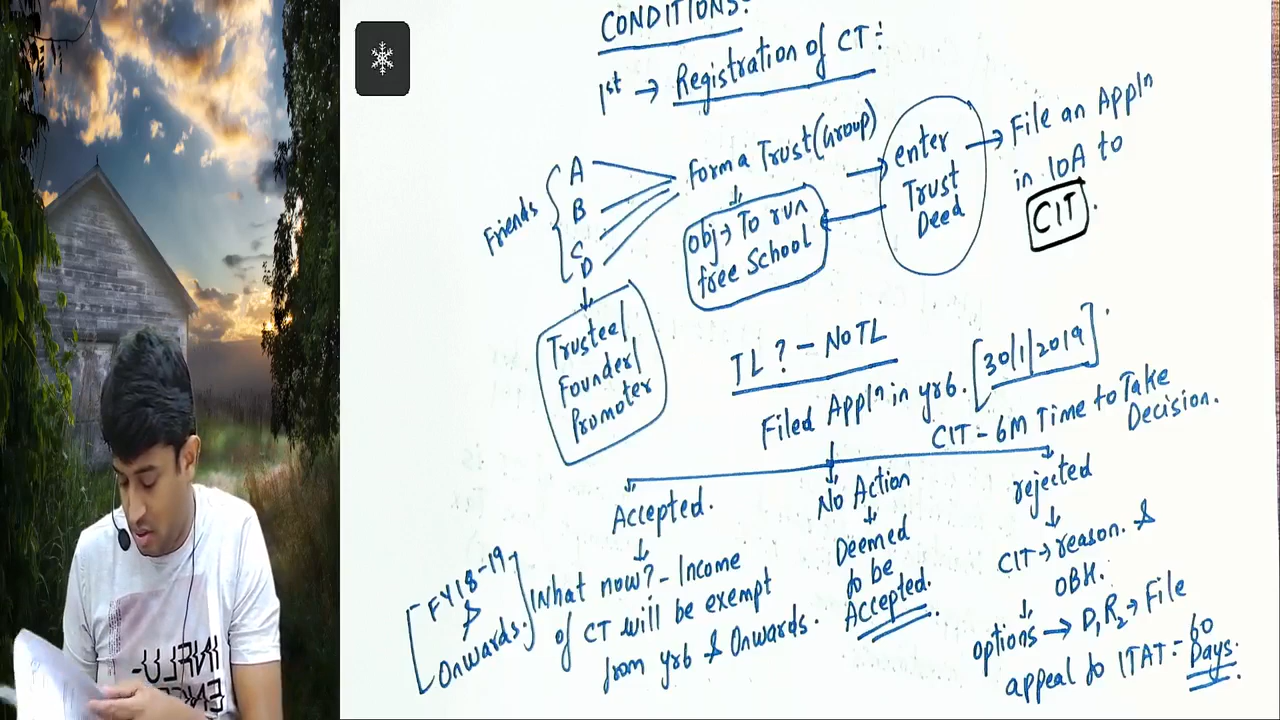 CONDITIONS:
1st → Registration of CT:
Friends
A
B
C
D
Form a Trust (Group)
obj → To run
free School
enter
Trust
Deed
→ File an Appln
in 10A to
CIT.
Trustee/
Founder/
Promoter
TL ? - NO TL
Filed Appln in yr6. [30/1/2019].
CIT - 6M Time to Take
Decision.
Accepted.
What now? - Income
of CT will be exempt
from yr6 & Onwards.
[FY18-19
&
Onwards.]
No Action
Deemed
to be
Accepted.
rejected
CIT → reason. &
OBH.
options → D, R2 → File
appeal to ITAT - 60
Days.